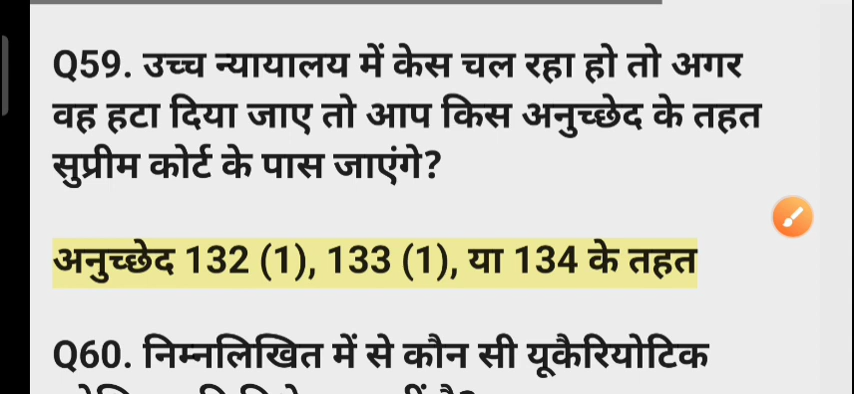 Q59. उच्च न्यायालय में केस चल रहा हो तो अगर
वह हटा दिया जाए तो आप किस अनुच्छेद के तहत
सुप्रीम कोर्ट के पास जाएंगे?
अनुच्छेद 132 (1), 133 (1), या 134 के तहत
Q60. निम्नलिखित में से कौन सी यूकैरियोटिक